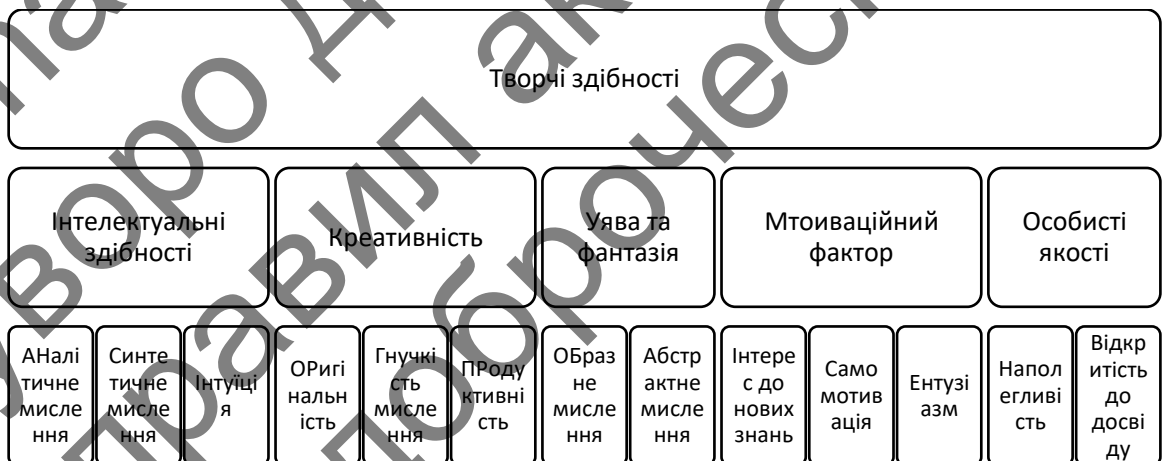 Творчі здібності
Інтелектуальні
здібності
Креативність
Уява та
фантазія
Мтоиваційний
фактор
Особисті
якості
АНалі
тичне
мисле
ння
Синте
тичне
мисле
ння
Інтуїці
я
ОРигі
нальн
ість
Гнучкі
сть
мисле
ння
ПРоду
ктивні
сть
ОБраз
не
мисле
ння
Абстр
актне
мисле
ння
Інтере
с до
нових
знань
Само
мотив
ація
Ентузі
азм
Напол
егливі
сть
Відкр
итість
до
досві
ду